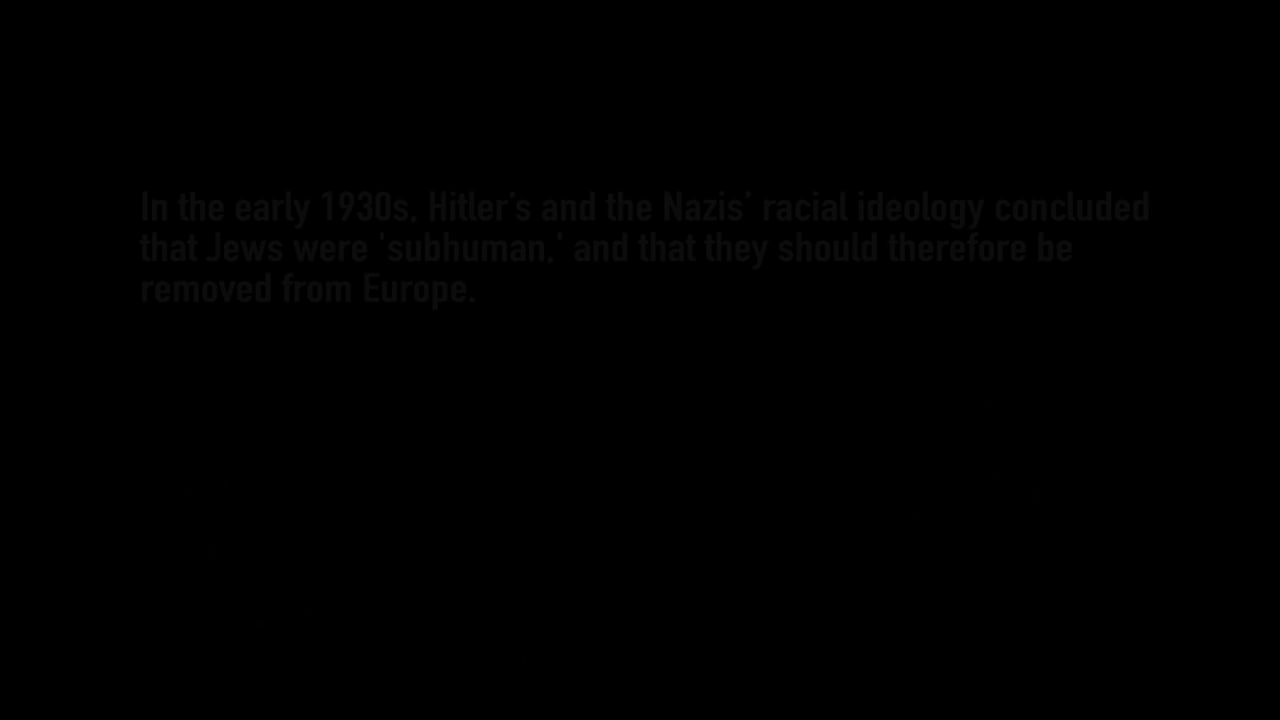 In the early 1930s, Hitler’s and the Nazis’ racial ideology concluded
that Jews were 'subhuman,' and that they should therefore be
removed from Europe.